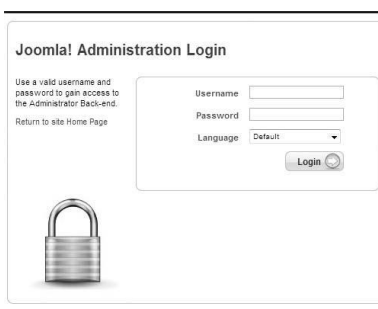 Joomla! Administration Login
Use a valid username and
password to gain access to
the Administrator Back-end.
Return to site Home Page
Username
Password
Language Default
Login